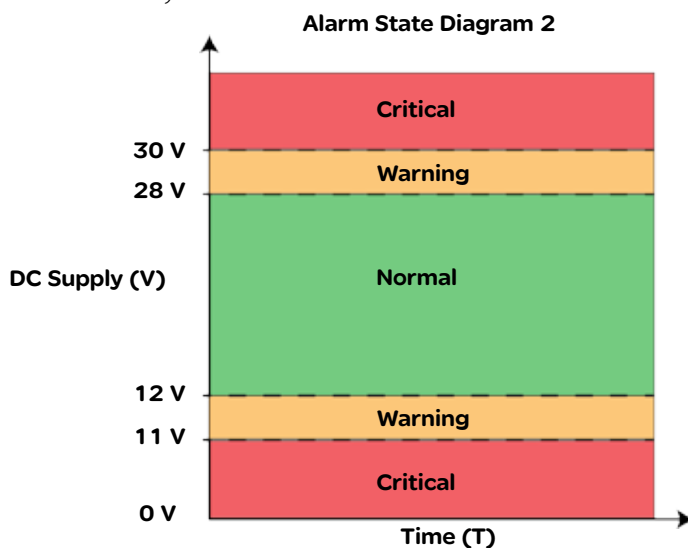 Alarm State Diagram 2
Critical
30 V
Warning
28 V
DC Supply (V)
Normal
12 V
Warning
11 V
Critical
0 V
Time (T)